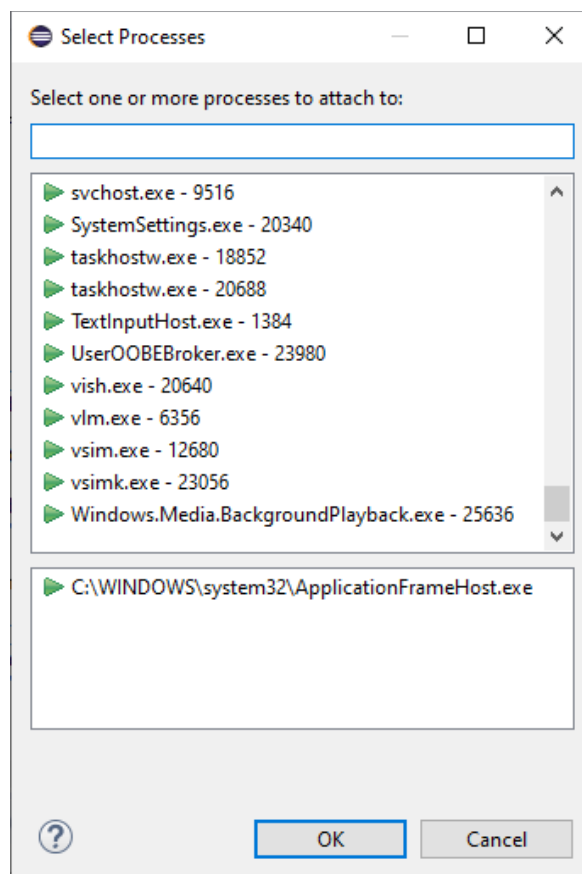 Select Processes
Select one or more processes to attach to:
svchost.exe - 9516
SystemSettings.exe - 20340
taskhostw.exe - 18852
taskhostw.exe - 20688
TextInputHost.exe - 1384
UserOOBEBroker.exe - 23980
vish.exe - 20640
vlm.exe - 6356
vsim.exe - 12680
vsimk.exe - 23056
Windows.Media.BackgroundPlayback.exe - 25636
C:\WINDOWS\system32\ApplicationFrameHost.exe
? OK Cancel